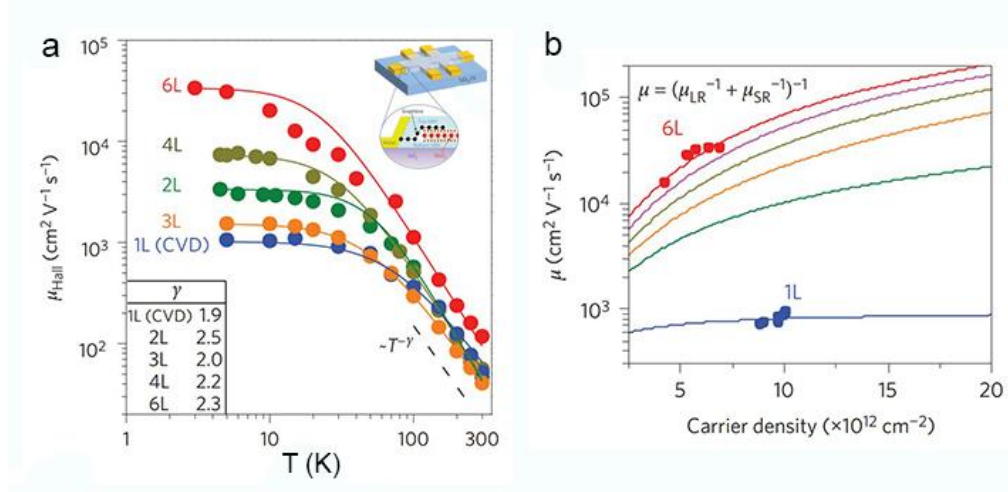 a
10⁵
10⁴
10³
10²
μHall (cm² V⁻¹ s⁻¹)
6L
4L
2L
3L
1L (CVD)
γ
1L (CVD) 1.9
2L 2.5
3L 2.0
4L 2.2
6L 2.3
~T⁻ᵞ
1 10 100 300
T (K)
b
μ = (μLR⁻¹ + μSR⁻¹)⁻¹
10⁵
10⁴
10³
μ (cm² V⁻¹ s⁻¹)
6L
1L
5 10 15 20
Carrier density (×10¹² cm⁻²)